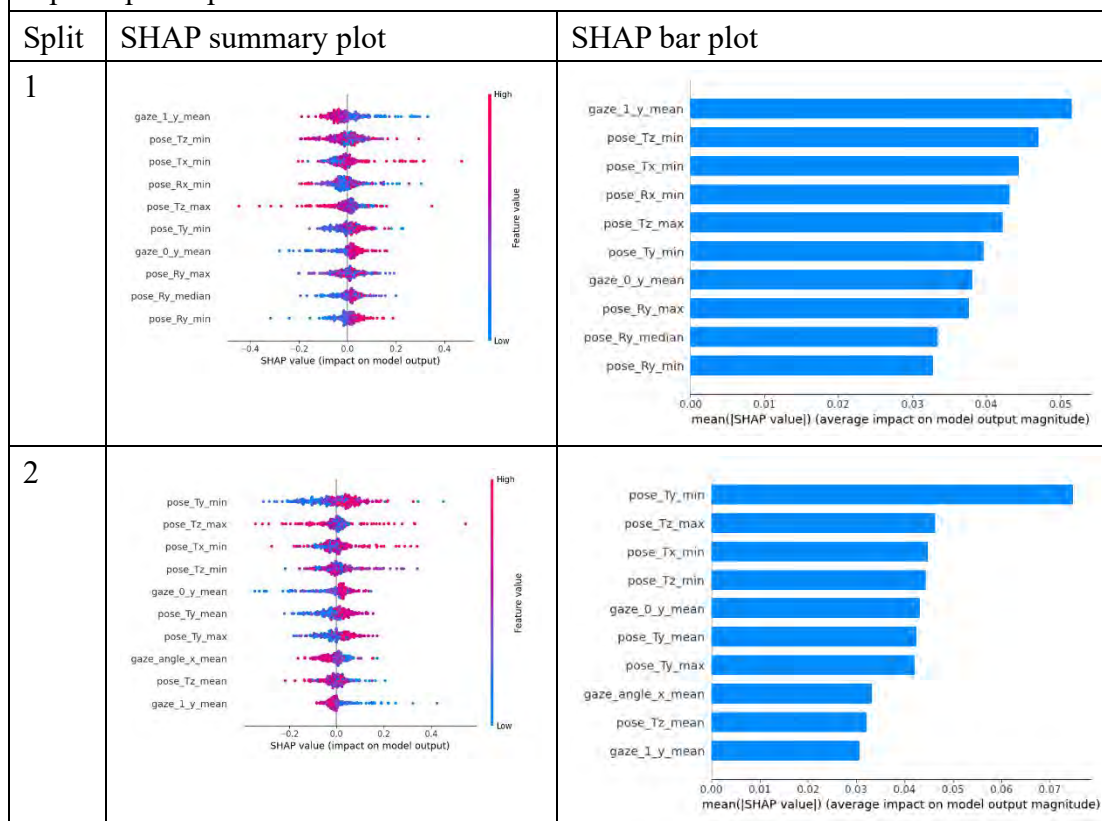 Split SHAP summary plot SHAP bar plot
1
High
gaze_1_y_mean
pose_Tz_min
pose_Tx_min
pose_Rx_min
pose_Tz_max
pose_Ty_min
gaze_0_y_mean
pose_Ry_max
pose_Ry_median
pose_Ry_min
Feature value
Low
−0.4 −0.2 0.0 0.2 0.4
SHAP value (impact on model output)
gaze_1_y_mean
pose_Tz_min
pose_Tx_min
pose_Rx_min
pose_Tz_max
pose_Ty_min
gaze_0_y_mean
pose_Ry_max
pose_Ry_median
pose_Ry_min
0.00 0.01 0.02 0.03 0.04 0.05
mean(|SHAP value|) (average impact on model output magnitude)
2
High
pose_Ty_min
pose_Tz_max
pose_Tx_min
pose_Tz_min
gaze_0_y_mean
pose_Ty_mean
pose_Ty_max
gaze_angle_x_mean
pose_Tz_mean
gaze_1_y_mean
Feature value
Low
−0.2 0.0 0.2 0.4
SHAP value (impact on model output)
pose_Ty_min
pose_Tz_max
pose_Tx_min
pose_Tz_min
gaze_0_y_mean
pose_Ty_mean
pose_Ty_max
gaze_angle_x_mean
pose_Tz_mean
gaze_1_y_mean
0.00 0.01 0.02 0.03 0.04 0.05 0.06 0.07
mean(|SHAP value|) (average impact on model output magnitude)